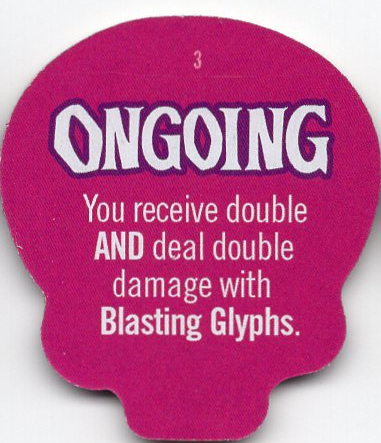 3
ONGOING
You receive double
AND deal double
damage with
Blasting Glyphs.